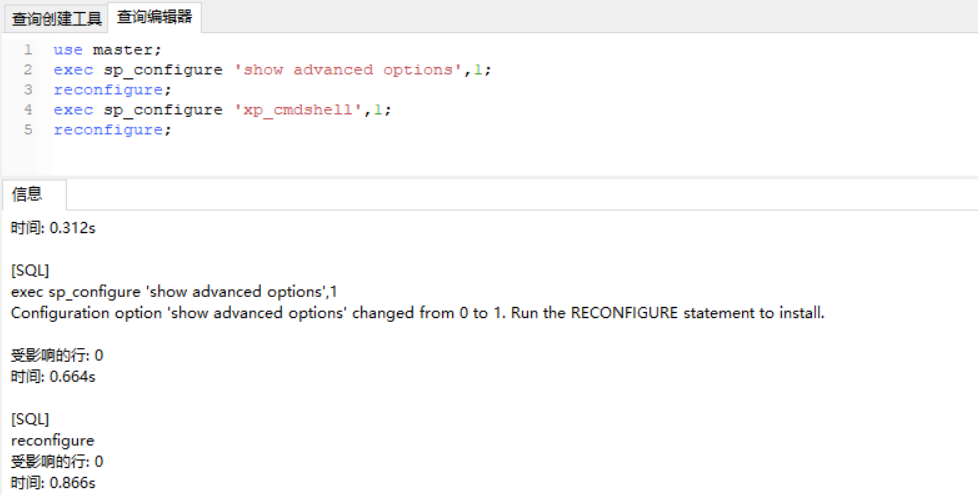 查询创建工具 查询编辑器
1 use master;
2 exec sp_configure 'show advanced options',1;
3 reconfigure;
4 exec sp_configure 'xp_cmdshell',1;
5 reconfigure;
信息
时间: 0.312s
[SQL]
exec sp_configure 'show advanced options',1
Configuration option 'show advanced options' changed from 0 to 1. Run the RECONFIGURE statement to install.
受影响的行: 0
时间: 0.664s
[SQL]
reconfigure
受影响的行: 0
时间: 0.866s